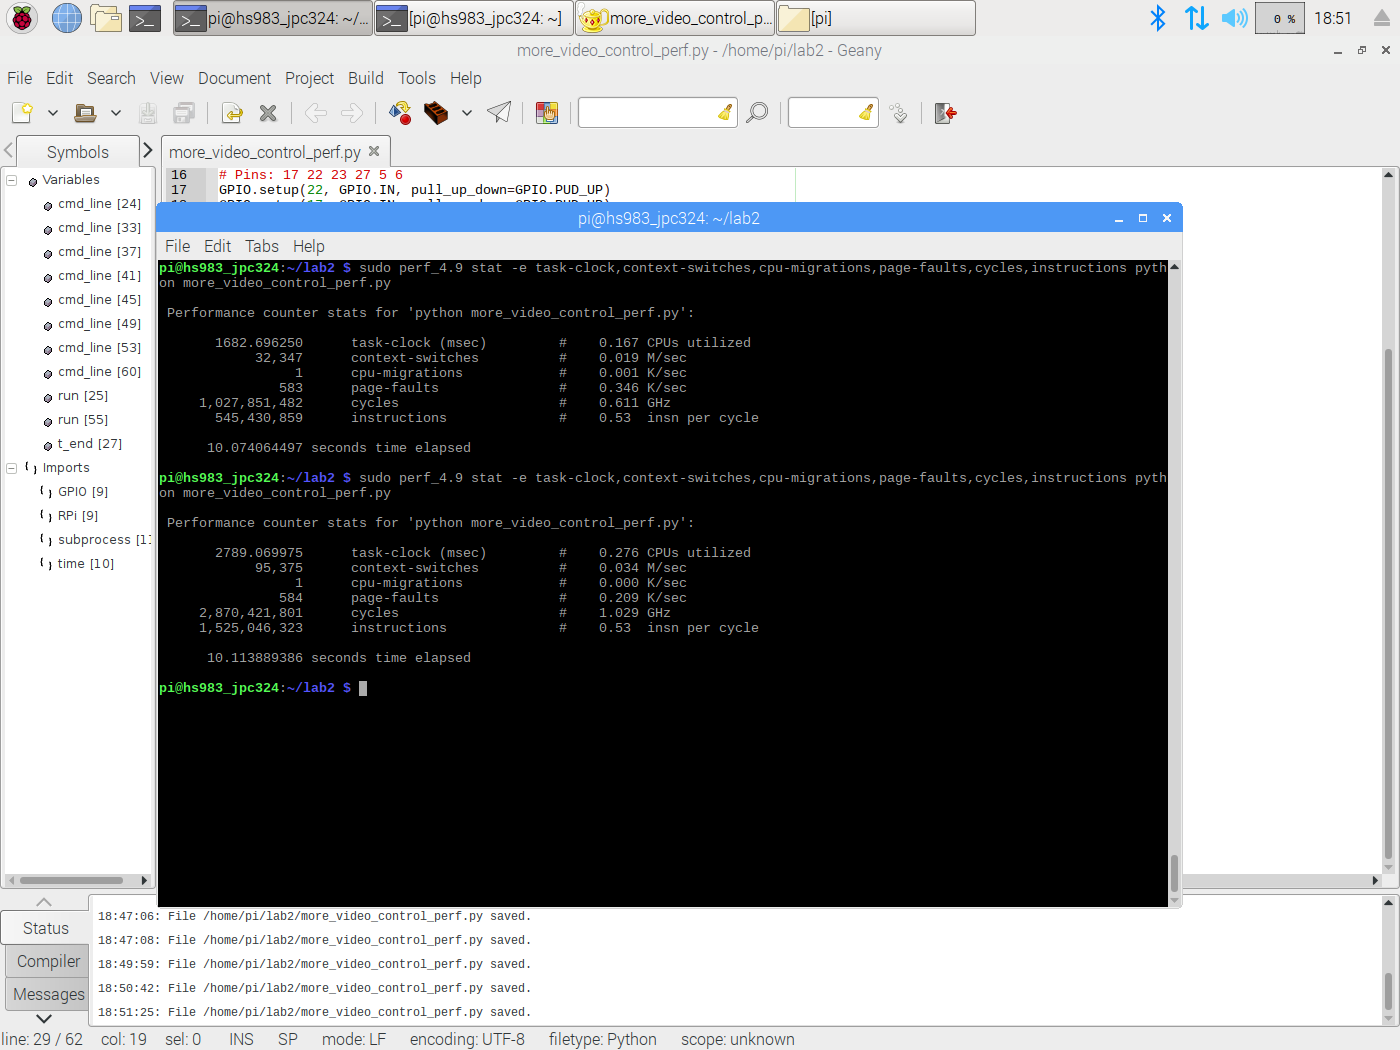 pi@hs983_jpc324: ~/...
[pi@hs983_jpc324: ~]
more_video_control_p...
[pi]
0 %
18:51
more_video_control_perf.py - /home/pi/lab2 - Geany
File Edit Search View Document Project Build Tools Help
Symbols
more_video_control_perf.py
Variables
cmd_line [24]
cmd_line [33]
cmd_line [37]
cmd_line [41]
cmd_line [45]
cmd_line [49]
cmd_line [53]
cmd_line [60]
run [25]
run [55]
t_end [27]
Imports
GPIO [9]
RPi [9]
subprocess [11
time [10]
16 # Pins: 17 22 23 27 5 6
17 GPIO.setup(22, GPIO.IN, pull_up_down=GPIO.PUD_UP)
pi@hs983_jpc324: ~/lab2
File Edit Tabs Help
pi@hs983_jpc324:~/lab2 $ sudo perf_4.9 stat -e task-clock,context-switches,cpu-migrations,page-faults,cycles,instructions pyth
on more_video_control_perf.py
Performance counter stats for 'python more_video_control_perf.py':
1682.696250 task-clock (msec) # 0.167 CPUs utilized
32,347 context-switches # 0.019 M/sec
1 cpu-migrations # 0.001 K/sec
583 page-faults # 0.346 K/sec
1,027,851,482 cycles # 0.611 GHz
545,430,859 instructions # 0.53 insn per cycle
10.074064497 seconds time elapsed
pi@hs983_jpc324:~/lab2 $ sudo perf_4.9 stat -e task-clock,context-switches,cpu-migrations,page-faults,cycles,instructions pyth
on more_video_control_perf.py
Performance counter stats for 'python more_video_control_perf.py':
2789.069975 task-clock (msec) # 0.276 CPUs utilized
95,375 context-switches # 0.034 M/sec
1 cpu-migrations # 0.000 K/sec
584 page-faults # 0.209 K/sec
2,870,421,801 cycles # 1.029 GHz
1,525,046,323 instructions # 0.53 insn per cycle
10.113889386 seconds time elapsed
pi@hs983_jpc324:~/lab2 $
Status
Compiler
Messages
18:47:06: File /home/pi/lab2/more_video_control_perf.py saved.
18:47:08: File /home/pi/lab2/more_video_control_perf.py saved.
18:49:59: File /home/pi/lab2/more_video_control_perf.py saved.
18:50:42: File /home/pi/lab2/more_video_control_perf.py saved.
18:51:25: File /home/pi/lab2/more_video_control_perf.py saved.
line: 29 / 62 col: 19 sel: 0 INS SP mode: LF encoding: UTF-8 filetype: Python scope: unknown